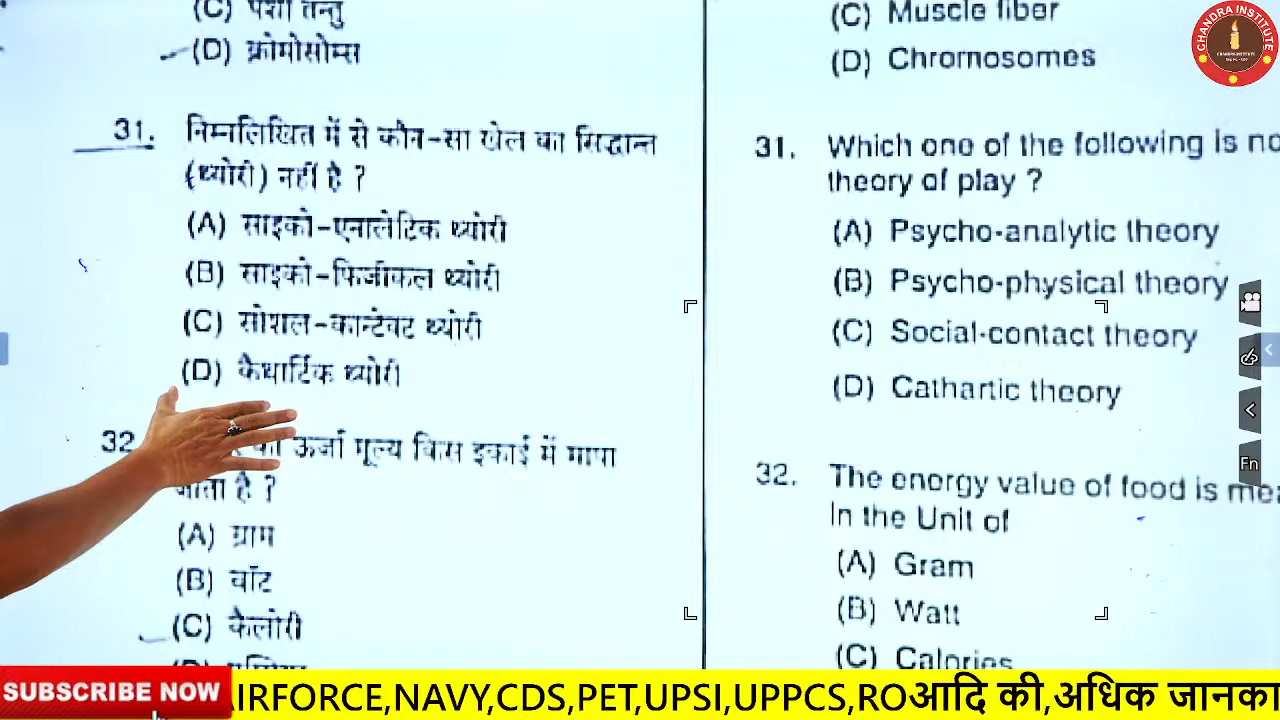 (C) पेशी तन्तु
(D) क्रोमोसोम्स
31. निम्नलिखित में से कौन-सा खेल का सिद्धान्त
(थ्योरी) नहीं है ?
(A) साइको-एनालेटिक थ्योरी
(B) साइको-फिजीकल थ्योरी
(C) सोशल-कान्टेक्ट थ्योरी
(D) कैथार्टिक थ्योरी
32 ऊर्जा मूल्य किस इकाई में मापा
जाता है ?
(A) ग्राम
(B) वॉट
(C) कैलोरी
(D)
(C) Muscle fiber
(D) Chromosomes
31. Which one of the following is no
theory of play ?
(A) Psycho-analytic theory
(B) Psycho-physical theory
(C) Social-contact theory
(D) Cathartic theory
32. The energy value of food is mea
In the Unit of
(A) Gram
(B) Watt
(C) Calories
CHANDRA INSTITUTE
Fn
SUBSCRIBE NOW
IRFORCE,NAVY,CDS,PET,UPSI,UPPCS,ROआदि की,अधिक जानका